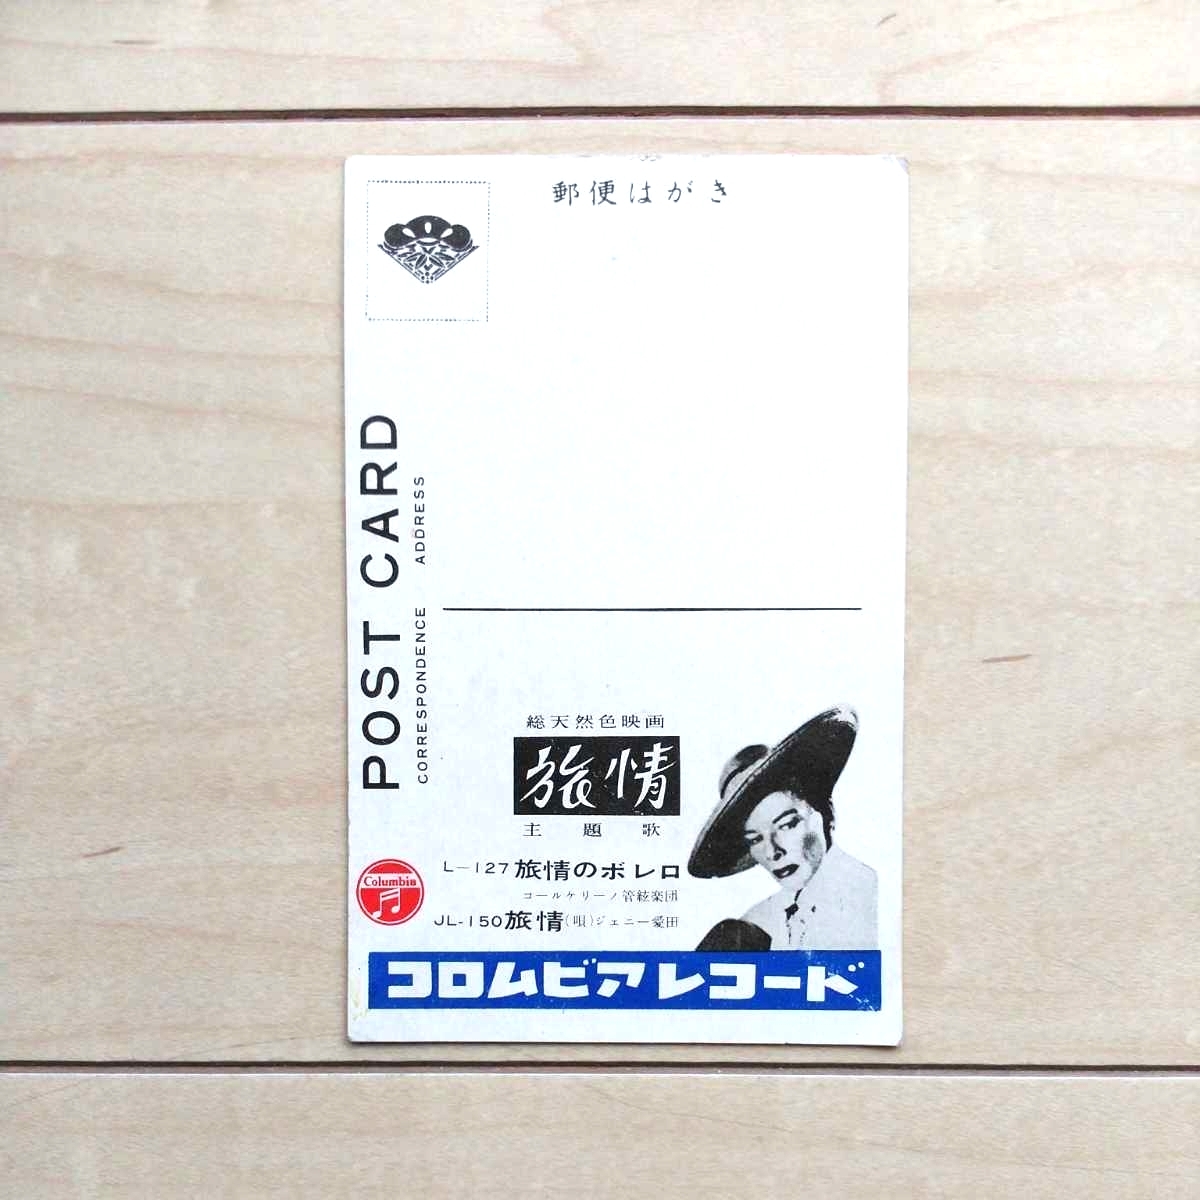 郵便はがき
POST CARD
CORRESPONDENCE ADDRESS
総天然色映画
旅情
主題歌
L-127 旅情のボレロ
コールケリーノ管絃楽団
JL-150 旅情(唄)ジェニー愛田
Columbia
コロムビアレコード